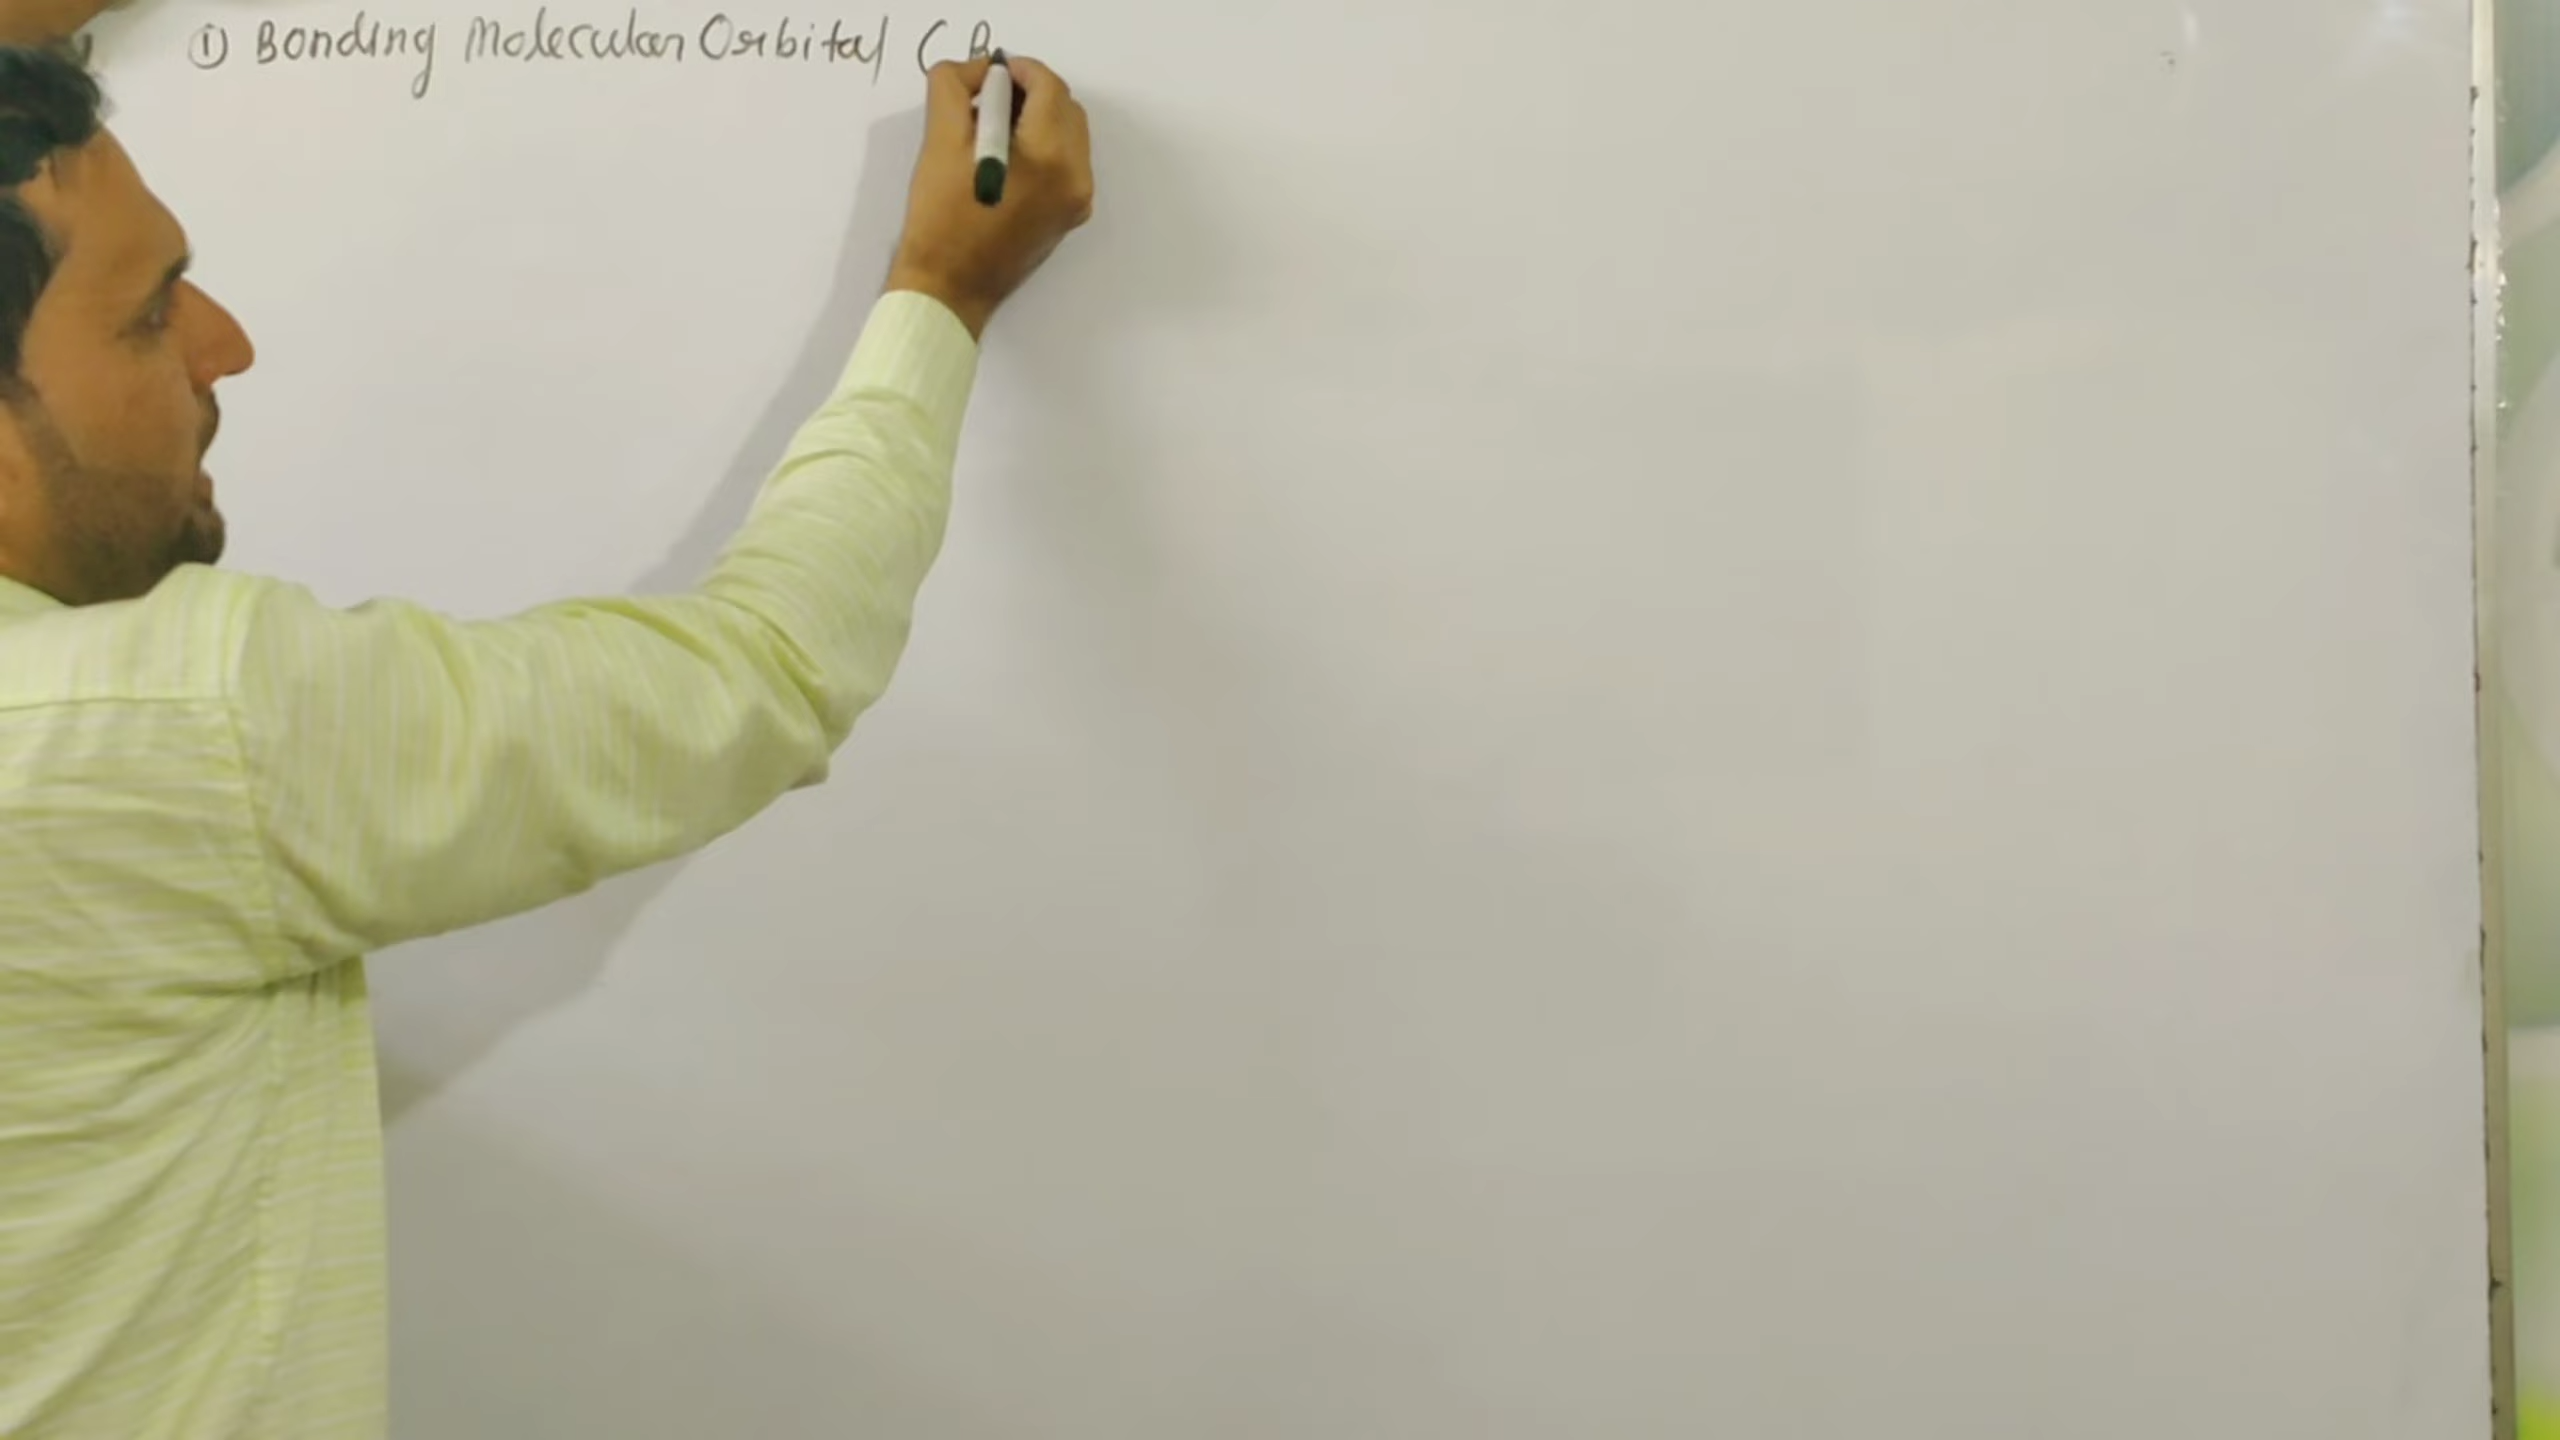 ① Bonding Molecular Orbital ( B